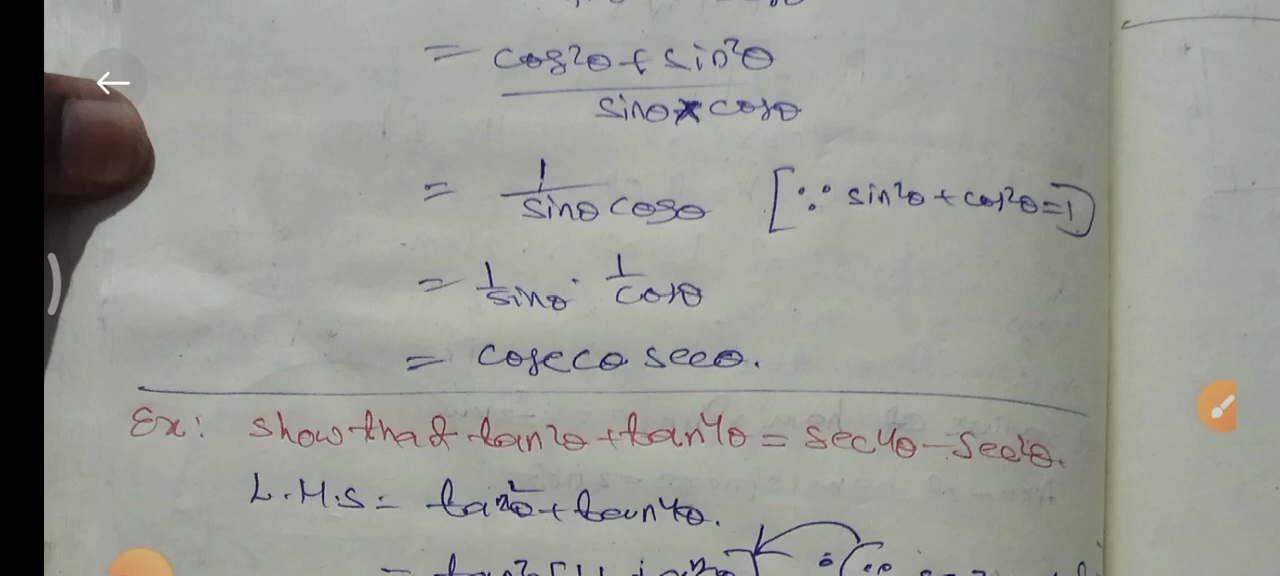 = cos²θ + sin²θ
sinθ × cosθ
= 1 / sinθ cosθ [∵ sin²θ + cos²θ = 1]
= 1/sinθ · 1/cosθ
= cosecθ secθ.
Ex: show that tan²θ + tan⁴θ = sec⁴θ - sec²θ.
L.H.S = tan²θ + tan⁴θ.